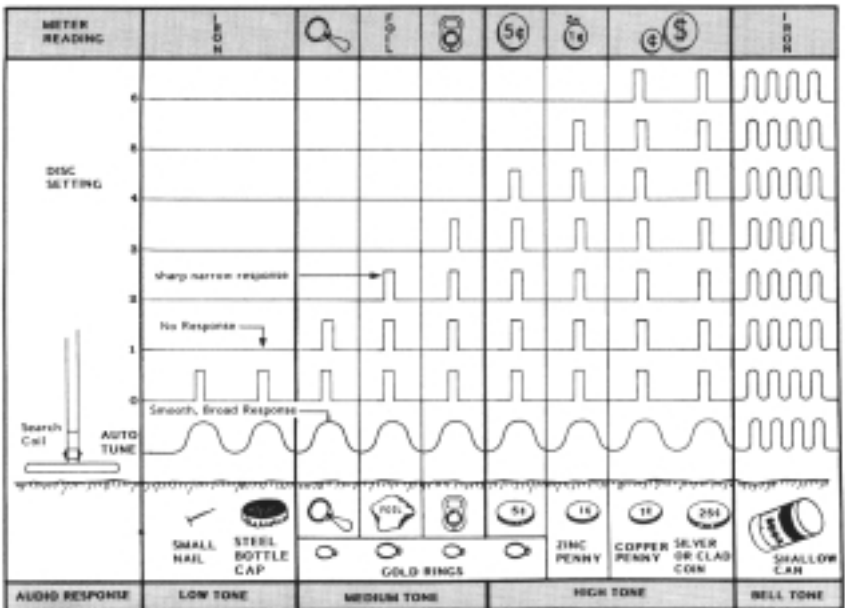 METER
READING
IRON
FOIL
5¢
Zn
1¢
¢
$
IRON
6
5
DISC
SETTING
4
3
sharp narrow response
2
No Response
1
0
Smooth, Broad Response
Search
Coil
AUTO
TUNE
SMALL
NAIL
STEEL
BOTTLE
CAP
FOIL
5¢
1¢
1¢
25¢
GOLD RINGS
ZINC
PENNY
COPPER
PENNY
SILVER
OR CLAD
COIN
SHALLOW
CAN
AUDIO RESPONSE
LOW TONE
MEDIUM TONE
HIGH TONE
BELL TONE